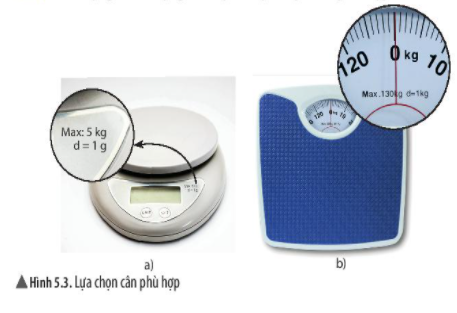 120 0 kg 10
Max.130kg d=1kg
Max: 5 kg
d = 1 g
a)
b)
▲ Hình 5.3. Lựa chọn cân phù hợp